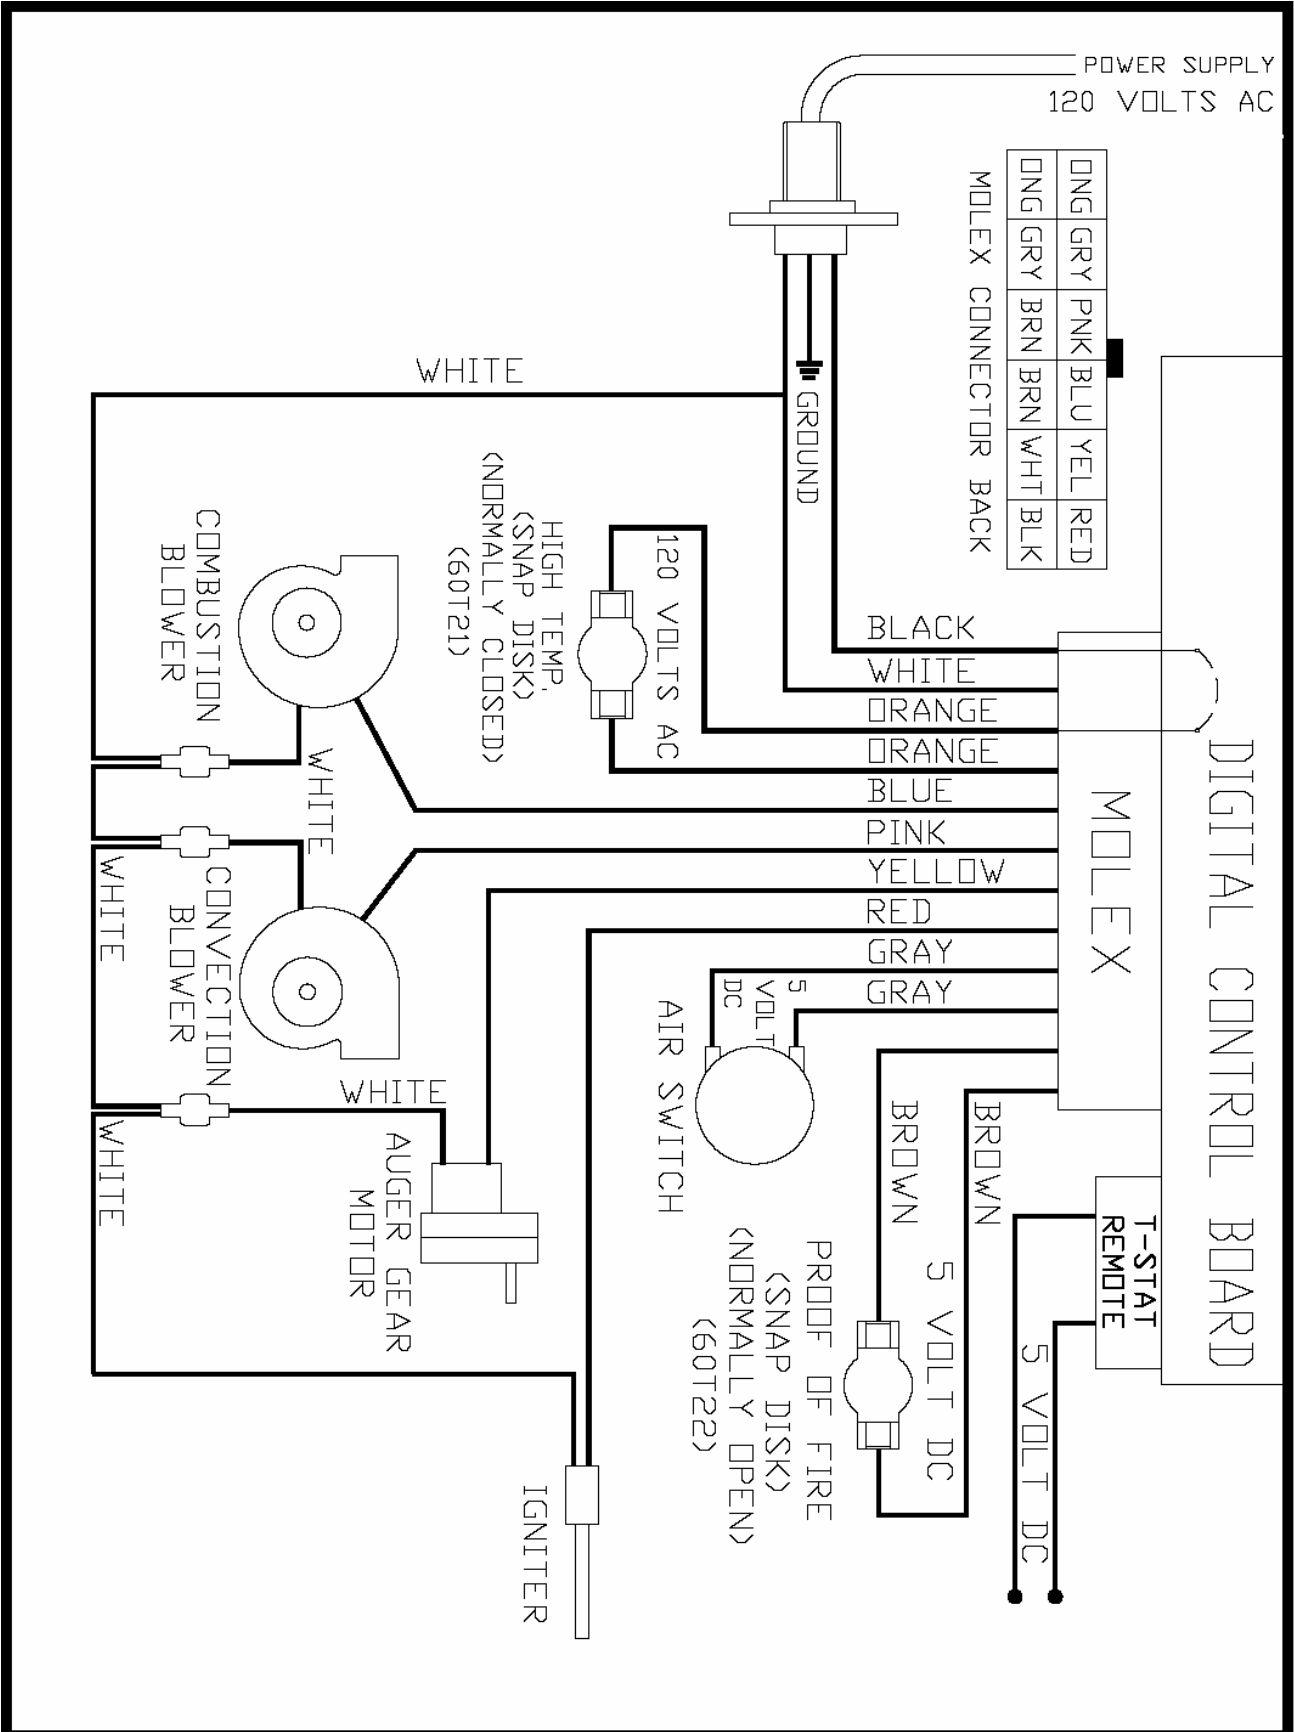 POWER SUPPLY
120 VOLTS AC
ONG GRY PNK BLU YEL RED
ONG GRY BRN BRN WHT BLK
MOLEX CONNECTOR BACK
WHITE
GROUND
BLACK
WHITE
ORANGE
ORANGE
BLUE
PINK
YELLOW
RED
GRAY
GRAY
MOLEX
DIGITAL CONTROL BOARD
120 VOLTS AC
HIGH TEMP.
(SNAP DISK)
(NORMALLY CLOSED)
(60T21)
COMBUSTION
BLOWER
WHITE
WHITE
CONVECTION
BLOWER
5
VOLT
DC
AIR SWITCH
WHITE
WHITE
AUGER GEAR
MOTOR
BROWN
BROWN
T-STAT
REMOTE
5 VOLT DC
5 VOLT DC
PROOF OF FIRE
(SNAP DISK)
(NORMALLY OPEN)
(60T22)
IGNITER